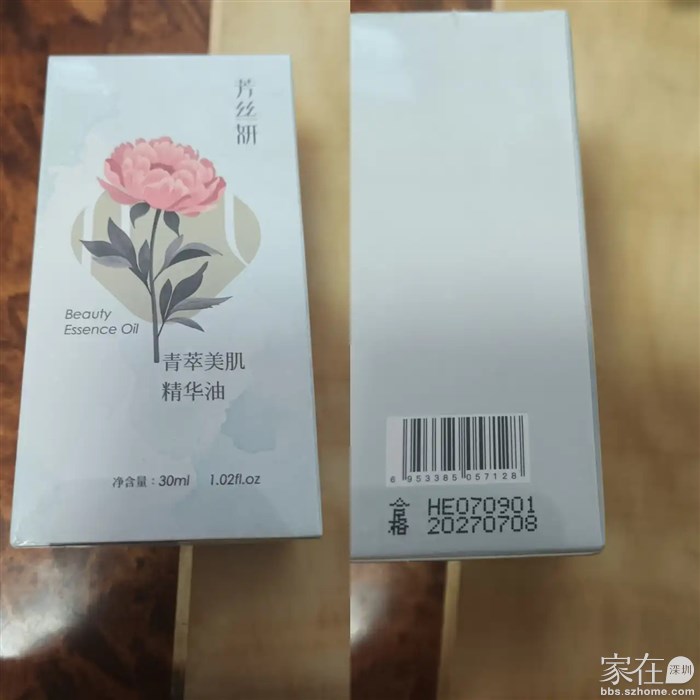 芳丝妍
Beauty
Essence Oil
青萃美肌
精华油
净含量：30ml 1.02fl.oz
6 953385 057128
合格
HE070901
20270708
家在深圳
bbs.szhome.com